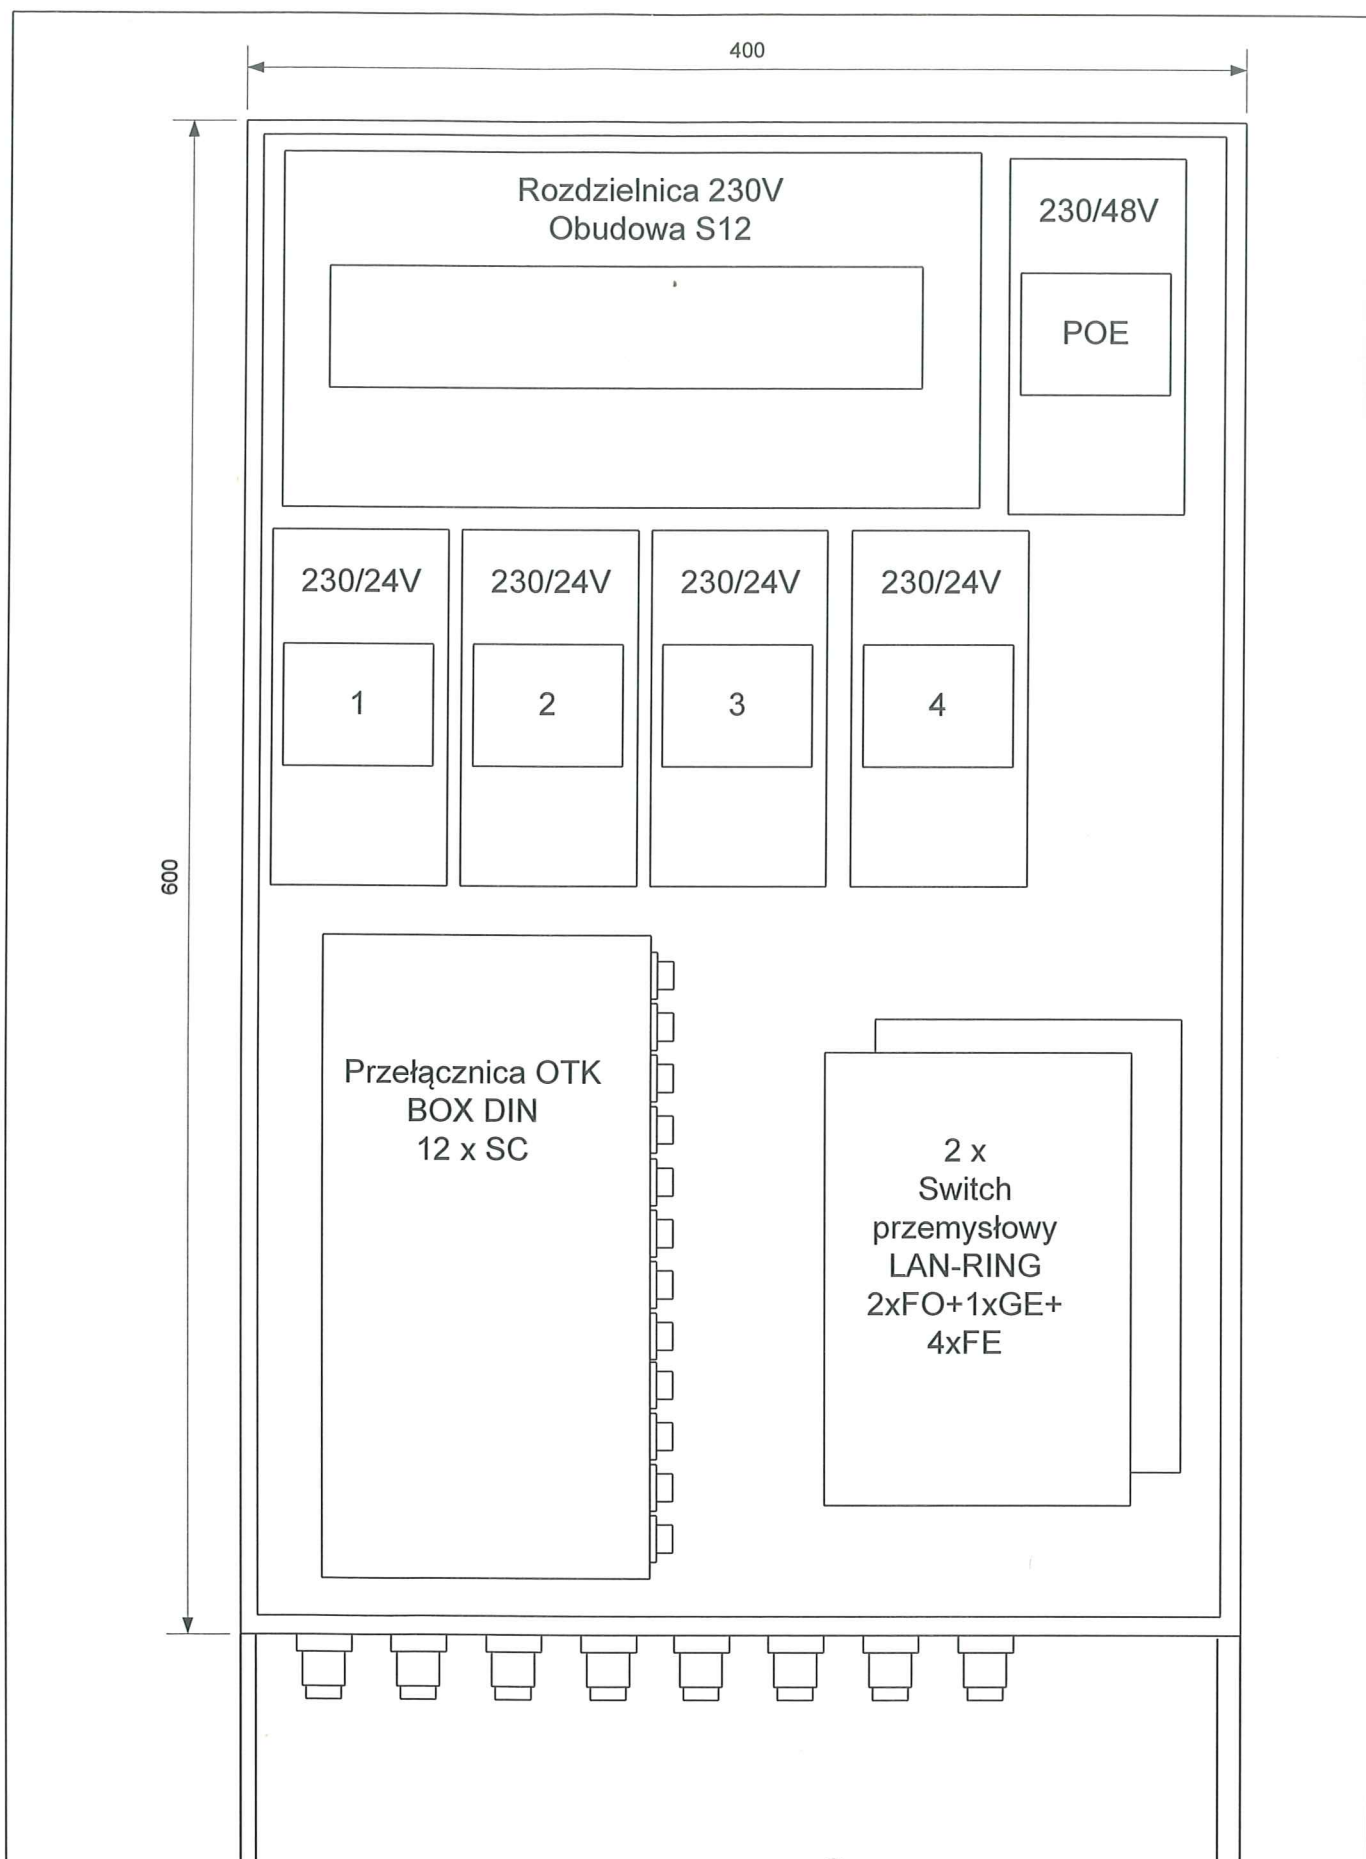 400
Rozdzielnica 230V
Obudowa S12
230/48V
POE
230/24V
230/24V
230/24V
230/24V
1
2
3
4
600
Przełącznica OTK
BOX DIN
12 x SC
2 x
Switch
przemysłowy
LAN-RING
2xFO+1xGE+
4xFE